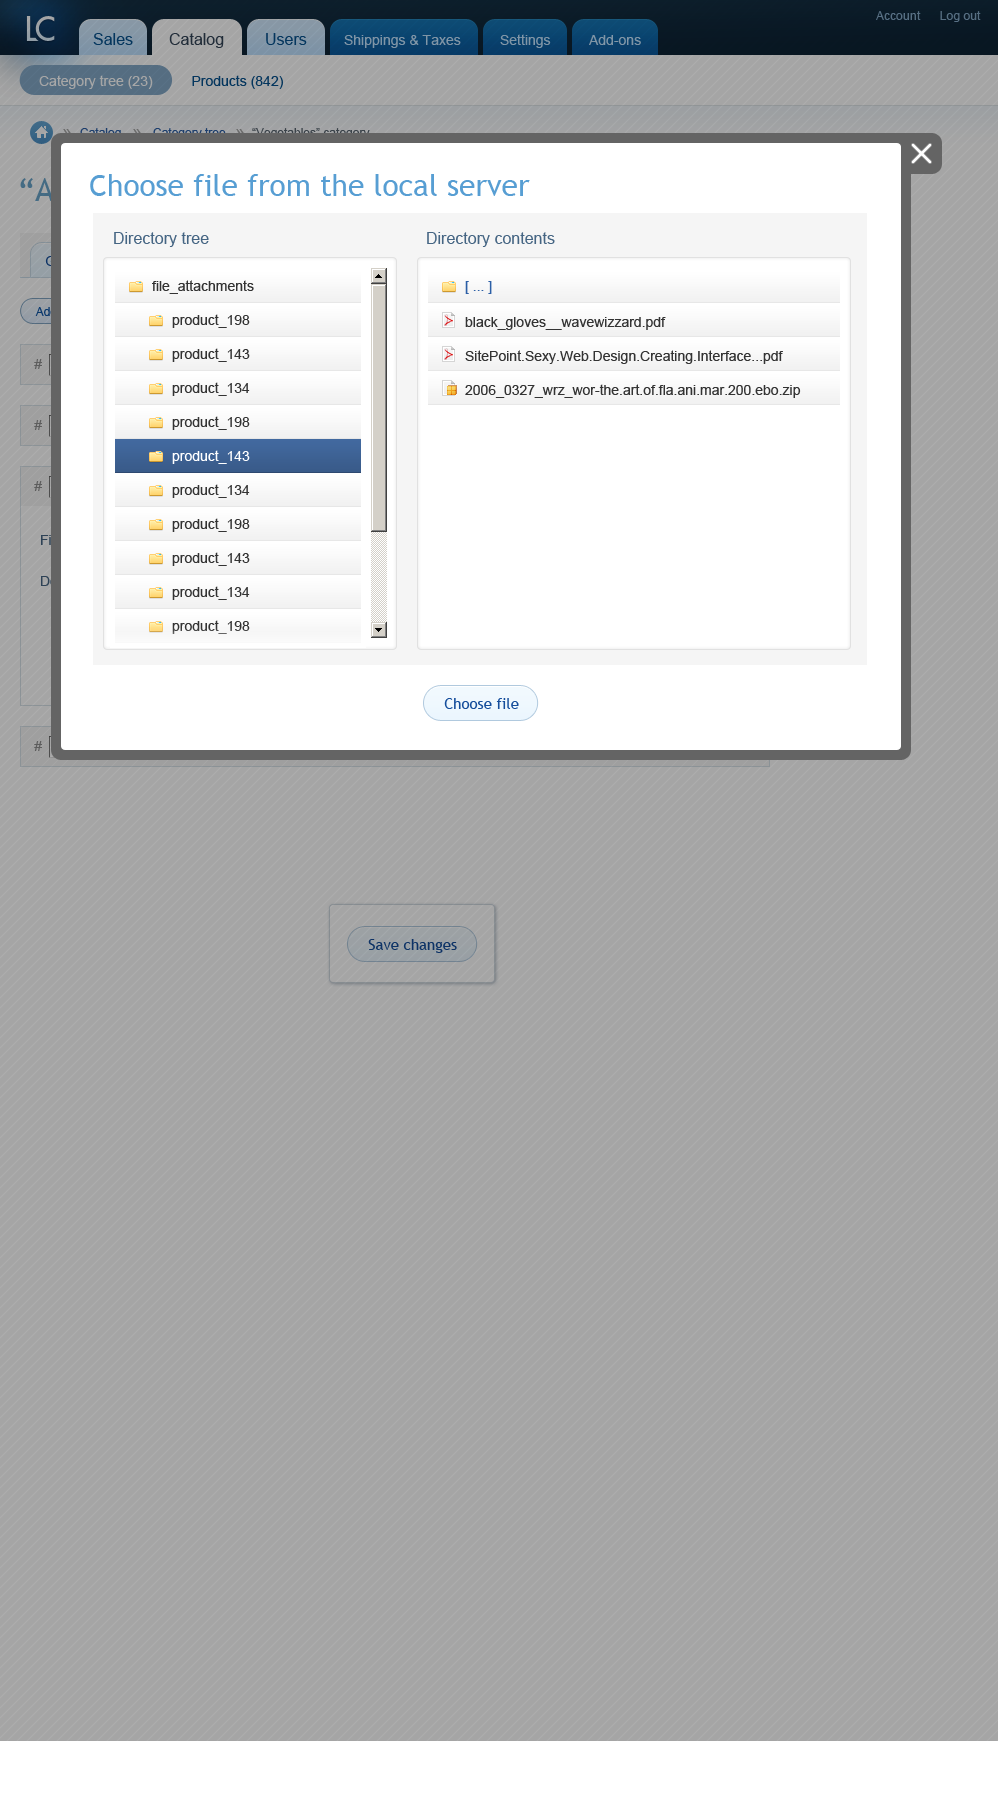 LC
Sales
Catalog
Users
Shippings & Taxes
Settings
Add-ons
Account
Log out
Category tree (23)
Products (842)
» Catalog » Category tree » “Vegetables” category
“A
Choose file from the local server
Directory tree
Directory contents
file_attachments
product_198
product_143
product_134
product_198
product_143
product_134
product_198
product_143
product_134
product_198
[ ... ]
black_gloves__wavewizzard.pdf
SitePoint.Sexy.Web.Design.Creating.Interface...pdf
2006_0327_wrz_wor-the.art.of.fla.ani.mar.200.ebo.zip
#
#
#
#
Choose file
Save changes